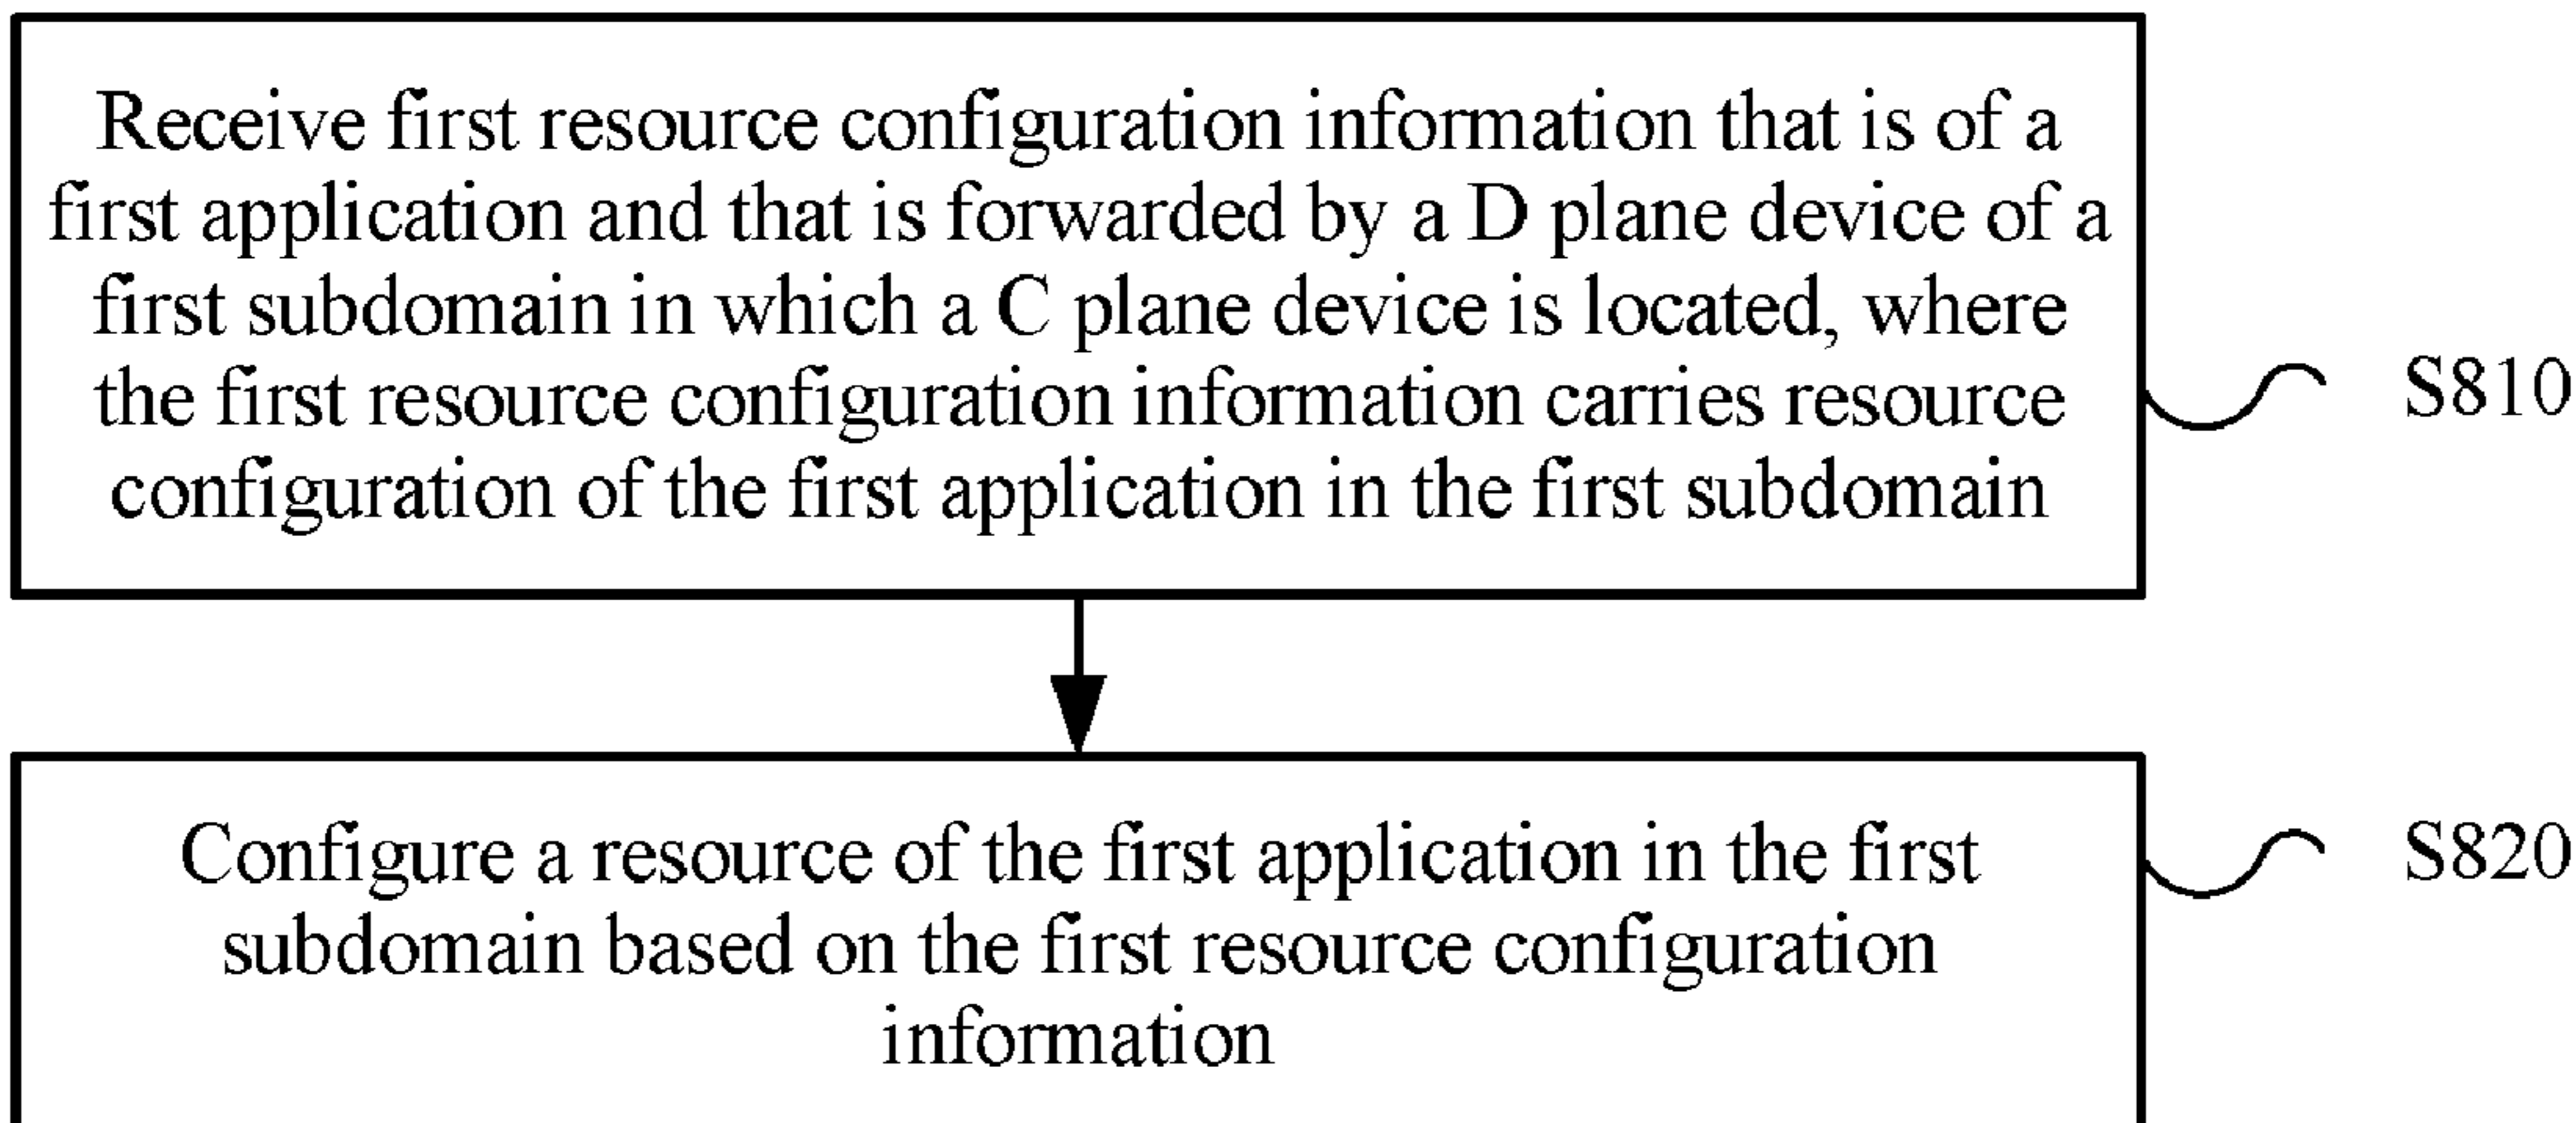 Receive first resource configuration information that is of a
first application and that is forwarded by a D plane device of a
first subdomain in which a C plane device is located, where
the first resource configuration information carries resource
configuration of the first application in the first subdomain
S810
Configure a resource of the first application in the first
subdomain based on the first resource configuration
information
S820